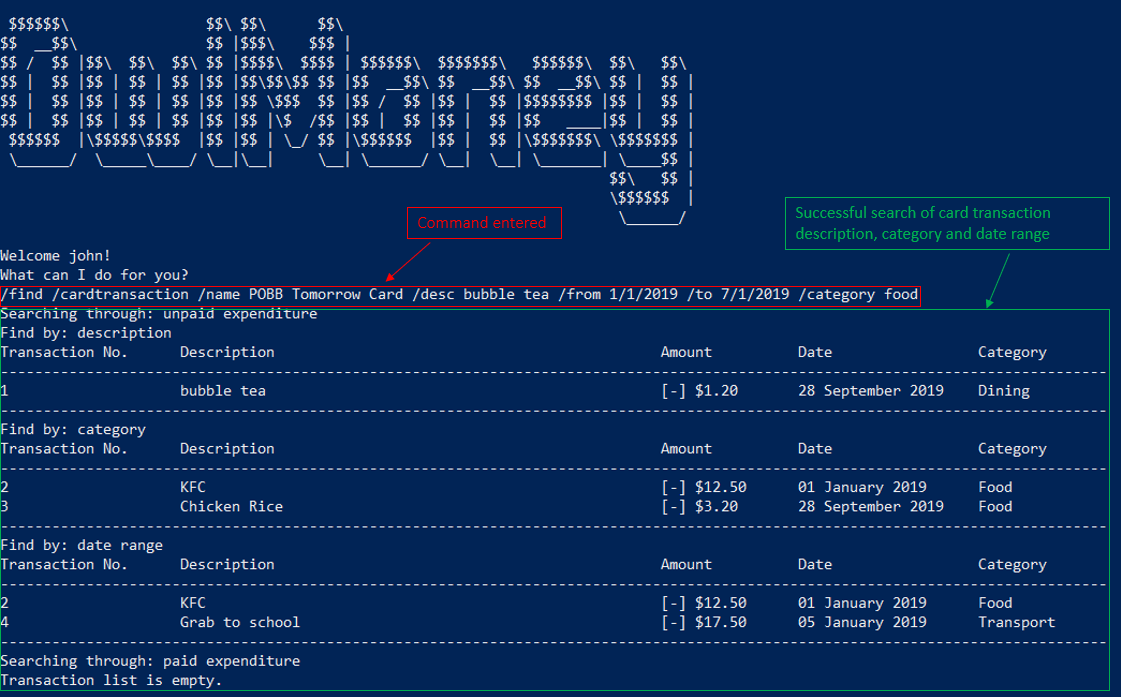 $$$$$$\                $$\ $$\      $$\
$$  __$$\               $$ |$$$\    $$$ |
$$ /  $$ |$$\  $$\  $$\ $$ |$$$$\  $$$$ | $$$$$$\  $$$$$$$\   $$$$$$\  $$\   $$\
$$ |  $$ |$$ | $$ | $$ |$$ |$$\$$\$$ $$ |$$  __$$\ $$  __$$\ $$  __$$\ $$ |  $$ |
$$ |  $$ |$$ | $$ | $$ |$$ |$$ \$$$  $$ |$$ /  $$ |$$ |  $$ |$$$$$$$$ |$$ |  $$ |
$$ |  $$ |$$ | $$ | $$ |$$ |$$ |\$  /$$ |$$ |  $$ |$$ |  $$ |$$   ____|$$ |  $$ |
 $$$$$$  |\$$$$$\$$$$  |$$ |$$ | \_/ $$ |\$$$$$$  |$$ |  $$ |\$$$$$$$\ \$$$$$$$ |
 \______/  \_____\____/ \__|\__|     \__| \______/ \__|  \__| \_______| \____$$ |
                                                                       $$\   $$ |
                                                                       \$$$$$$  |
                                                                        \______/
Command entered
Successful search of card transaction
description, category and date range
Welcome john!
What can I do for you?
/find /cardtransaction /name POBB Tomorrow Card /desc bubble tea /from 1/1/2019 /to 7/1/2019 /category food
Searching through: unpaid expenditure
Find by: description
Transaction No. Description Amount Date Category
1 bubble tea [-] $1.20 28 September 2019 Dining
Find by: category
Transaction No. Description Amount Date Category
2 KFC [-] $12.50 01 January 2019 Food
3 Chicken Rice [-] $3.20 28 September 2019 Food
Find by: date range
Transaction No. Description Amount Date Category
2 KFC [-] $12.50 01 January 2019 Food
4 Grab to school [-] $17.50 05 January 2019 Transport
Searching through: paid expenditure
Transaction list is empty.